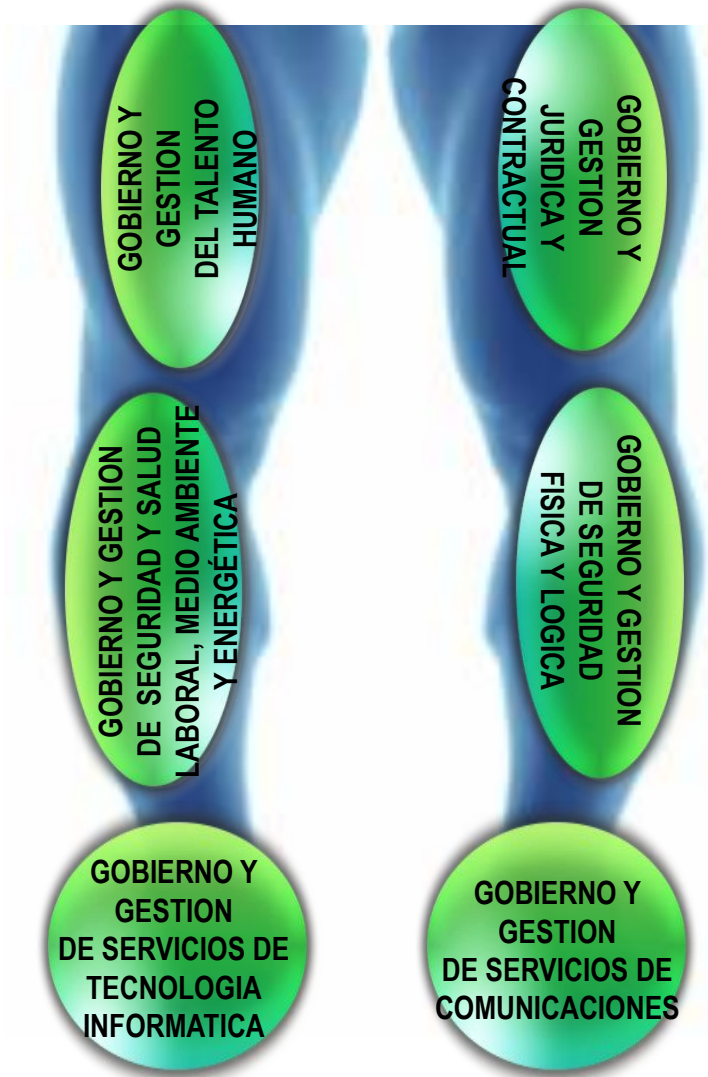 GOBIERNO Y
GESTION
DEL TALENTO
HUMANO
GOBIERNO Y
GESTION
JURIDICA Y
CONTRACTUAL
GOBIERNO Y GESTION
DE SEGURIDAD Y SALUD
LABORAL, MEDIO AMBIENTE
Y ENERGÉTICA
GOBIERNO Y GESTION
DE SEGURIDAD
FISICA Y LOGICA
GOBIERNO Y
GESTION
DE SERVICIOS DE
TECNOLOGIA
INFORMATICA
GOBIERNO Y
GESTION
DE SERVICIOS DE
COMUNICACIONES